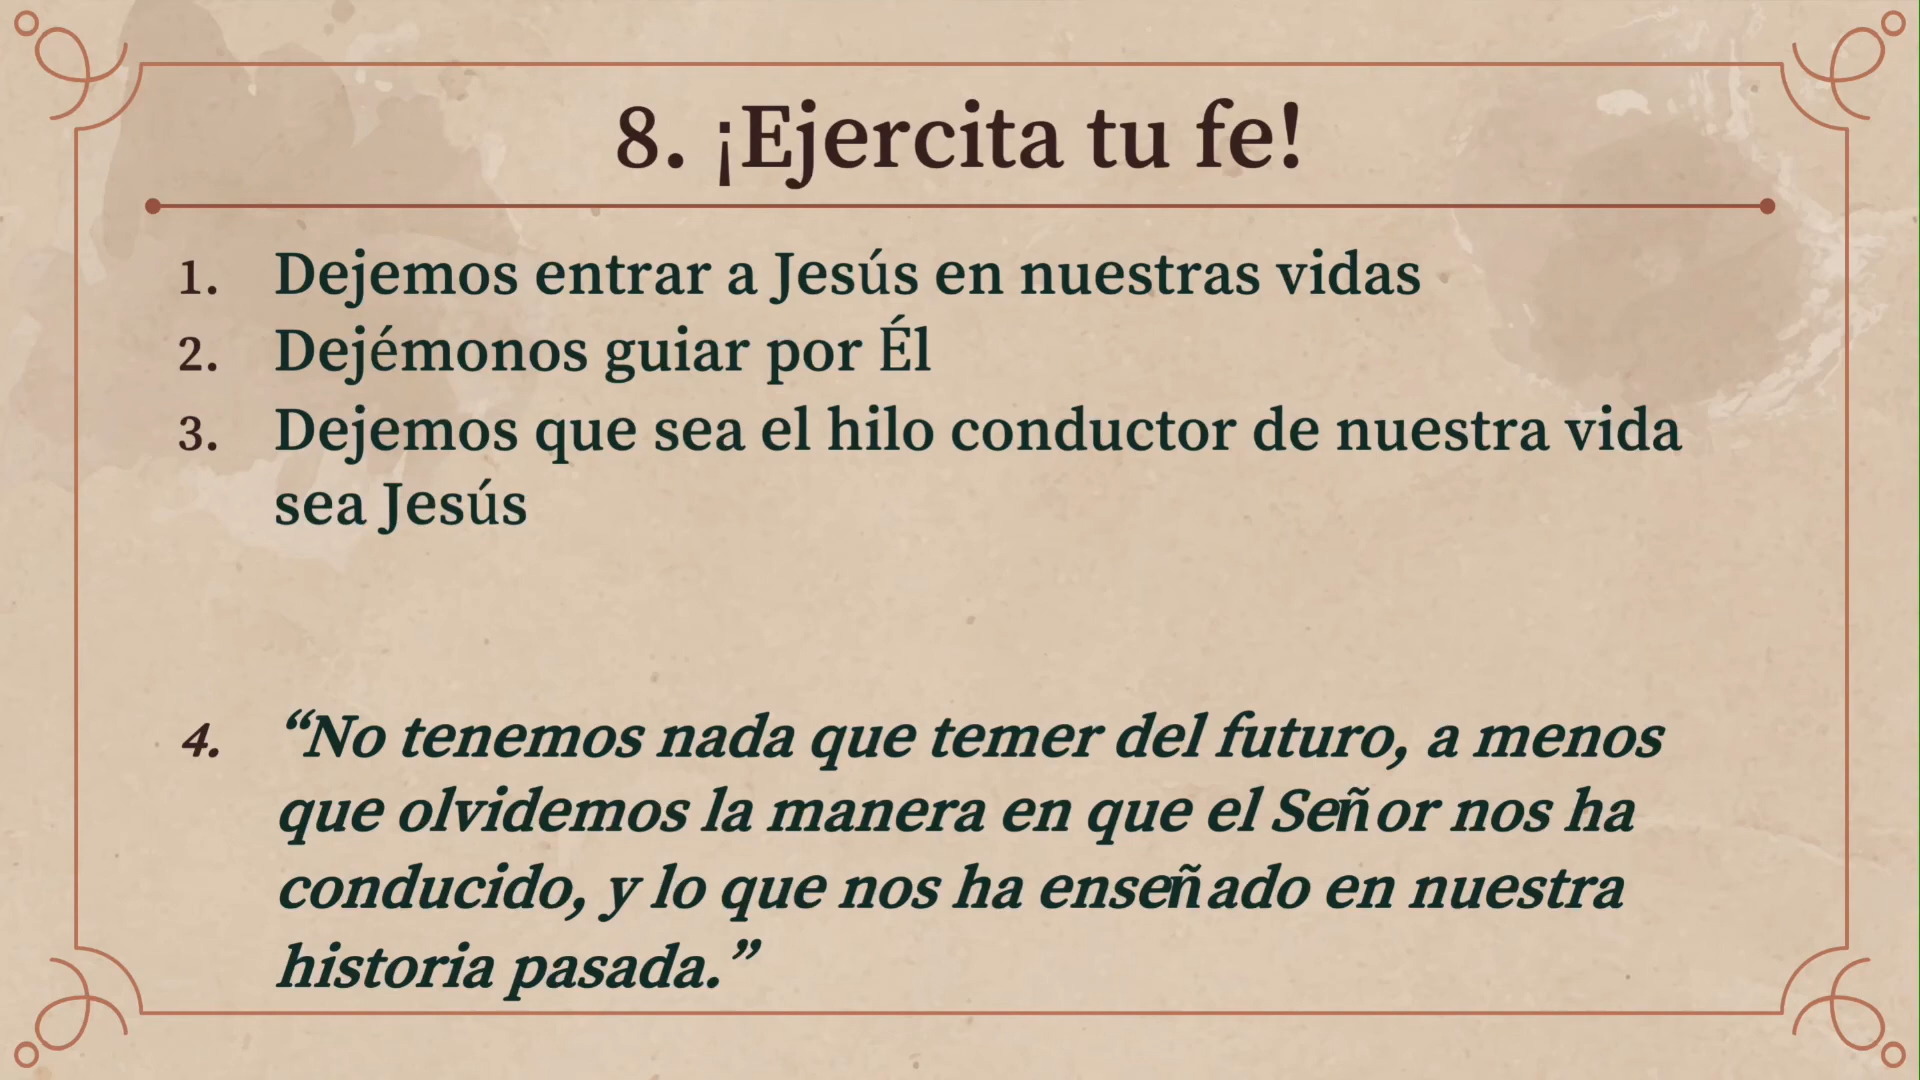 8. ¡Ejercita tu fe!
1. Dejemos entrar a Jesús en nuestras vidas
2. Dejémonos guiar por Él
3. Dejemos que sea el hilo conductor de nuestra vida
sea Jesús
4. “No tenemos nada que temer del futuro, a menos
que olvidemos la manera en que el Señor nos ha
conducido, y lo que nos ha enseñado en nuestra
historia pasada.”